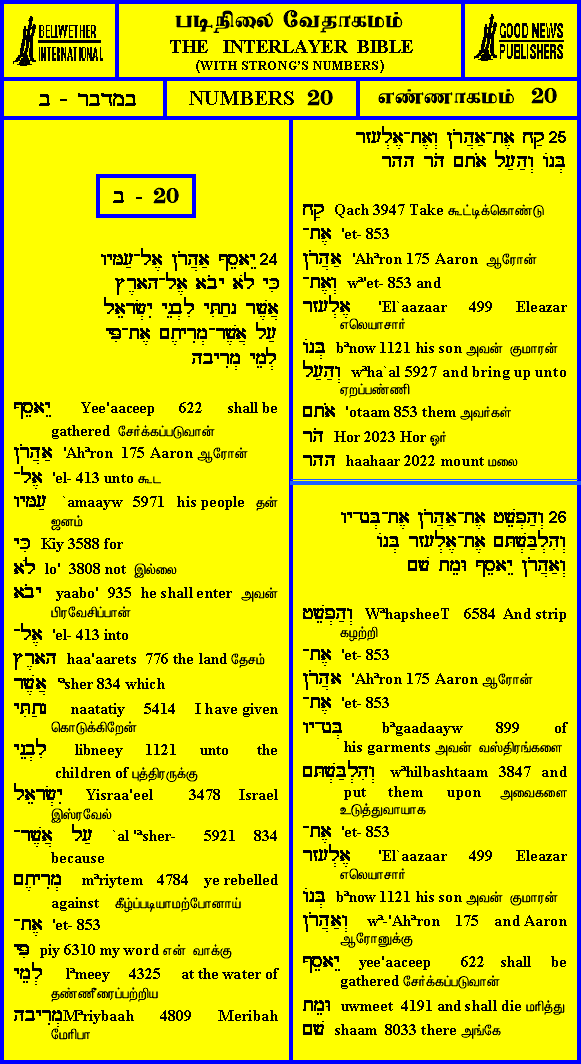 BELLWETHER
INTERNATIONAL
படிநிலை வேதாகமம்
THE INTERLAYER BIBLE
(WITH STRONG'S NUMBERS)
GOOD NEWS
PUBLISHERS
במדבר - ב
NUMBERS 20
எண்ணாகமம் 20
ב - 20
24 יֵאָסֵף אַהֲרֹן אֶל־עַמָּיו
כִּי לֹא יָבֹא אֶל־הָאָרֶץ
אֲשֶׁר נָתַתִּי לִבְנֵי יִשְׂרָאֵל
עַל אֲשֶׁר־מְרִיתֶם אֶת־פִּי
לְמֵי מְרִיבָה
יֵאָסֵף Yee'aaceep 622 shall be
gathered சேர்க்கப்படுவான்
אַהֲרֹן 'Ahªron 175 Aaron ஆரோன்
אֶל־ 'el- 413 unto கூட
עַמָּיו `amaayw 5971 his people தன்
ஜனம்
כִּי Kiy 3588 for
לֹא lo' 3808 not இல்லை
יָבֹא yaabo' 935 he shall enter அவன்
பிரவேசிப்பான்
אֶל־ 'el- 413 into
הָאָרֶץ haa'aarets 776 the land தேசம்
אֲשֶׁר ªsher 834 which
נָתַתִּי naatatiy 5414 I have given
கொடுக்கிறேன்
לִבְנֵי libneey 1121 unto the
children of புத்திரருக்கு
יִשְׂרָאֵל Yisraa'eel 3478 Israel
இஸ்ரவேல்
עַל אֲשֶׁר־ `al 'ªsher- 5921 834
because
מְרִיתֶם mªriytem 4784 ye rebelled
against கீழ்ப்படியாமற்போனாய்
אֶת־ 'et- 853
פִּי piy 6310 my word என் வாக்கு
לְמֵי lªmeey 4325 at the water of
தண்ணீரைப்பற்றிய
מְרִיבָה Mªriybaah 4809 Meribah
மேரிபா
25 קַח אֶת־אַהֲרֹן וְאֶת־אֶלְעָזָר
בְּנוֹ וְהַעַל אֹתָם הֹר הָהָר
קַח Qach 3947 Take கூட்டிக்கொண்டு
אֶת־ 'et- 853
אַהֲרֹן 'Ahªron 175 Aaron ஆரோன்
וְאֶת־ wª'et- 853 and
אֶלְעָזָר 'El`aazaar 499 Eleazar
எலெயாசார்
בְּנוֹ bªnow 1121 his son அவன் குமாரன்
וְהַעַל wªha`al 5927 and bring up unto
ஏறப்பண்ணி
אֹתָם 'otaam 853 them அவர்கள்
הֹר Hor 2023 Hor ஓர்
הָהָר haahaar 2022 mount மலை
26 וְהַפְשֵׁט אֶת־אַהֲרֹן אֶת־בְּגָדָיו
וְהִלְבַּשְׁתָּם אֶת־אֶלְעָזָר בְּנוֹ
וְאַהֲרֹן יֵאָסֵף וּמֵת שָׁם
וְהַפְשֵׁט WªhapsheeT 6584 And strip
கழற்றி
אֶת־ 'et- 853
אַהֲרֹן 'Ahªron 175 Aaron ஆரோன்
אֶת־ 'et- 853
בְּגָדָיו bªgaadaayw 899 of
his garments அவன் வஸ்திரங்களை
וְהִלְבַּשְׁתָּם wªhilbashtaam 3847 and
put them upon அவைகளை
உடுத்துவாயாக
אֶת־ 'et- 853
אֶלְעָזָר 'El`aazaar 499 Eleazar
எலெயாசார்
בְּנוֹ bªnow 1121 his son அவன் குமாரன்
וְאַהֲרֹן wª-'Ahªron 175 and Aaron
ஆரோனுக்கு
יֵאָסֵף yee'aaceep 622 shall be
gathered சேர்க்கப்படுவான்
וּמֵת uwmeet 4191 and shall die மரித்து
שָׁם shaam 8033 there அங்கே